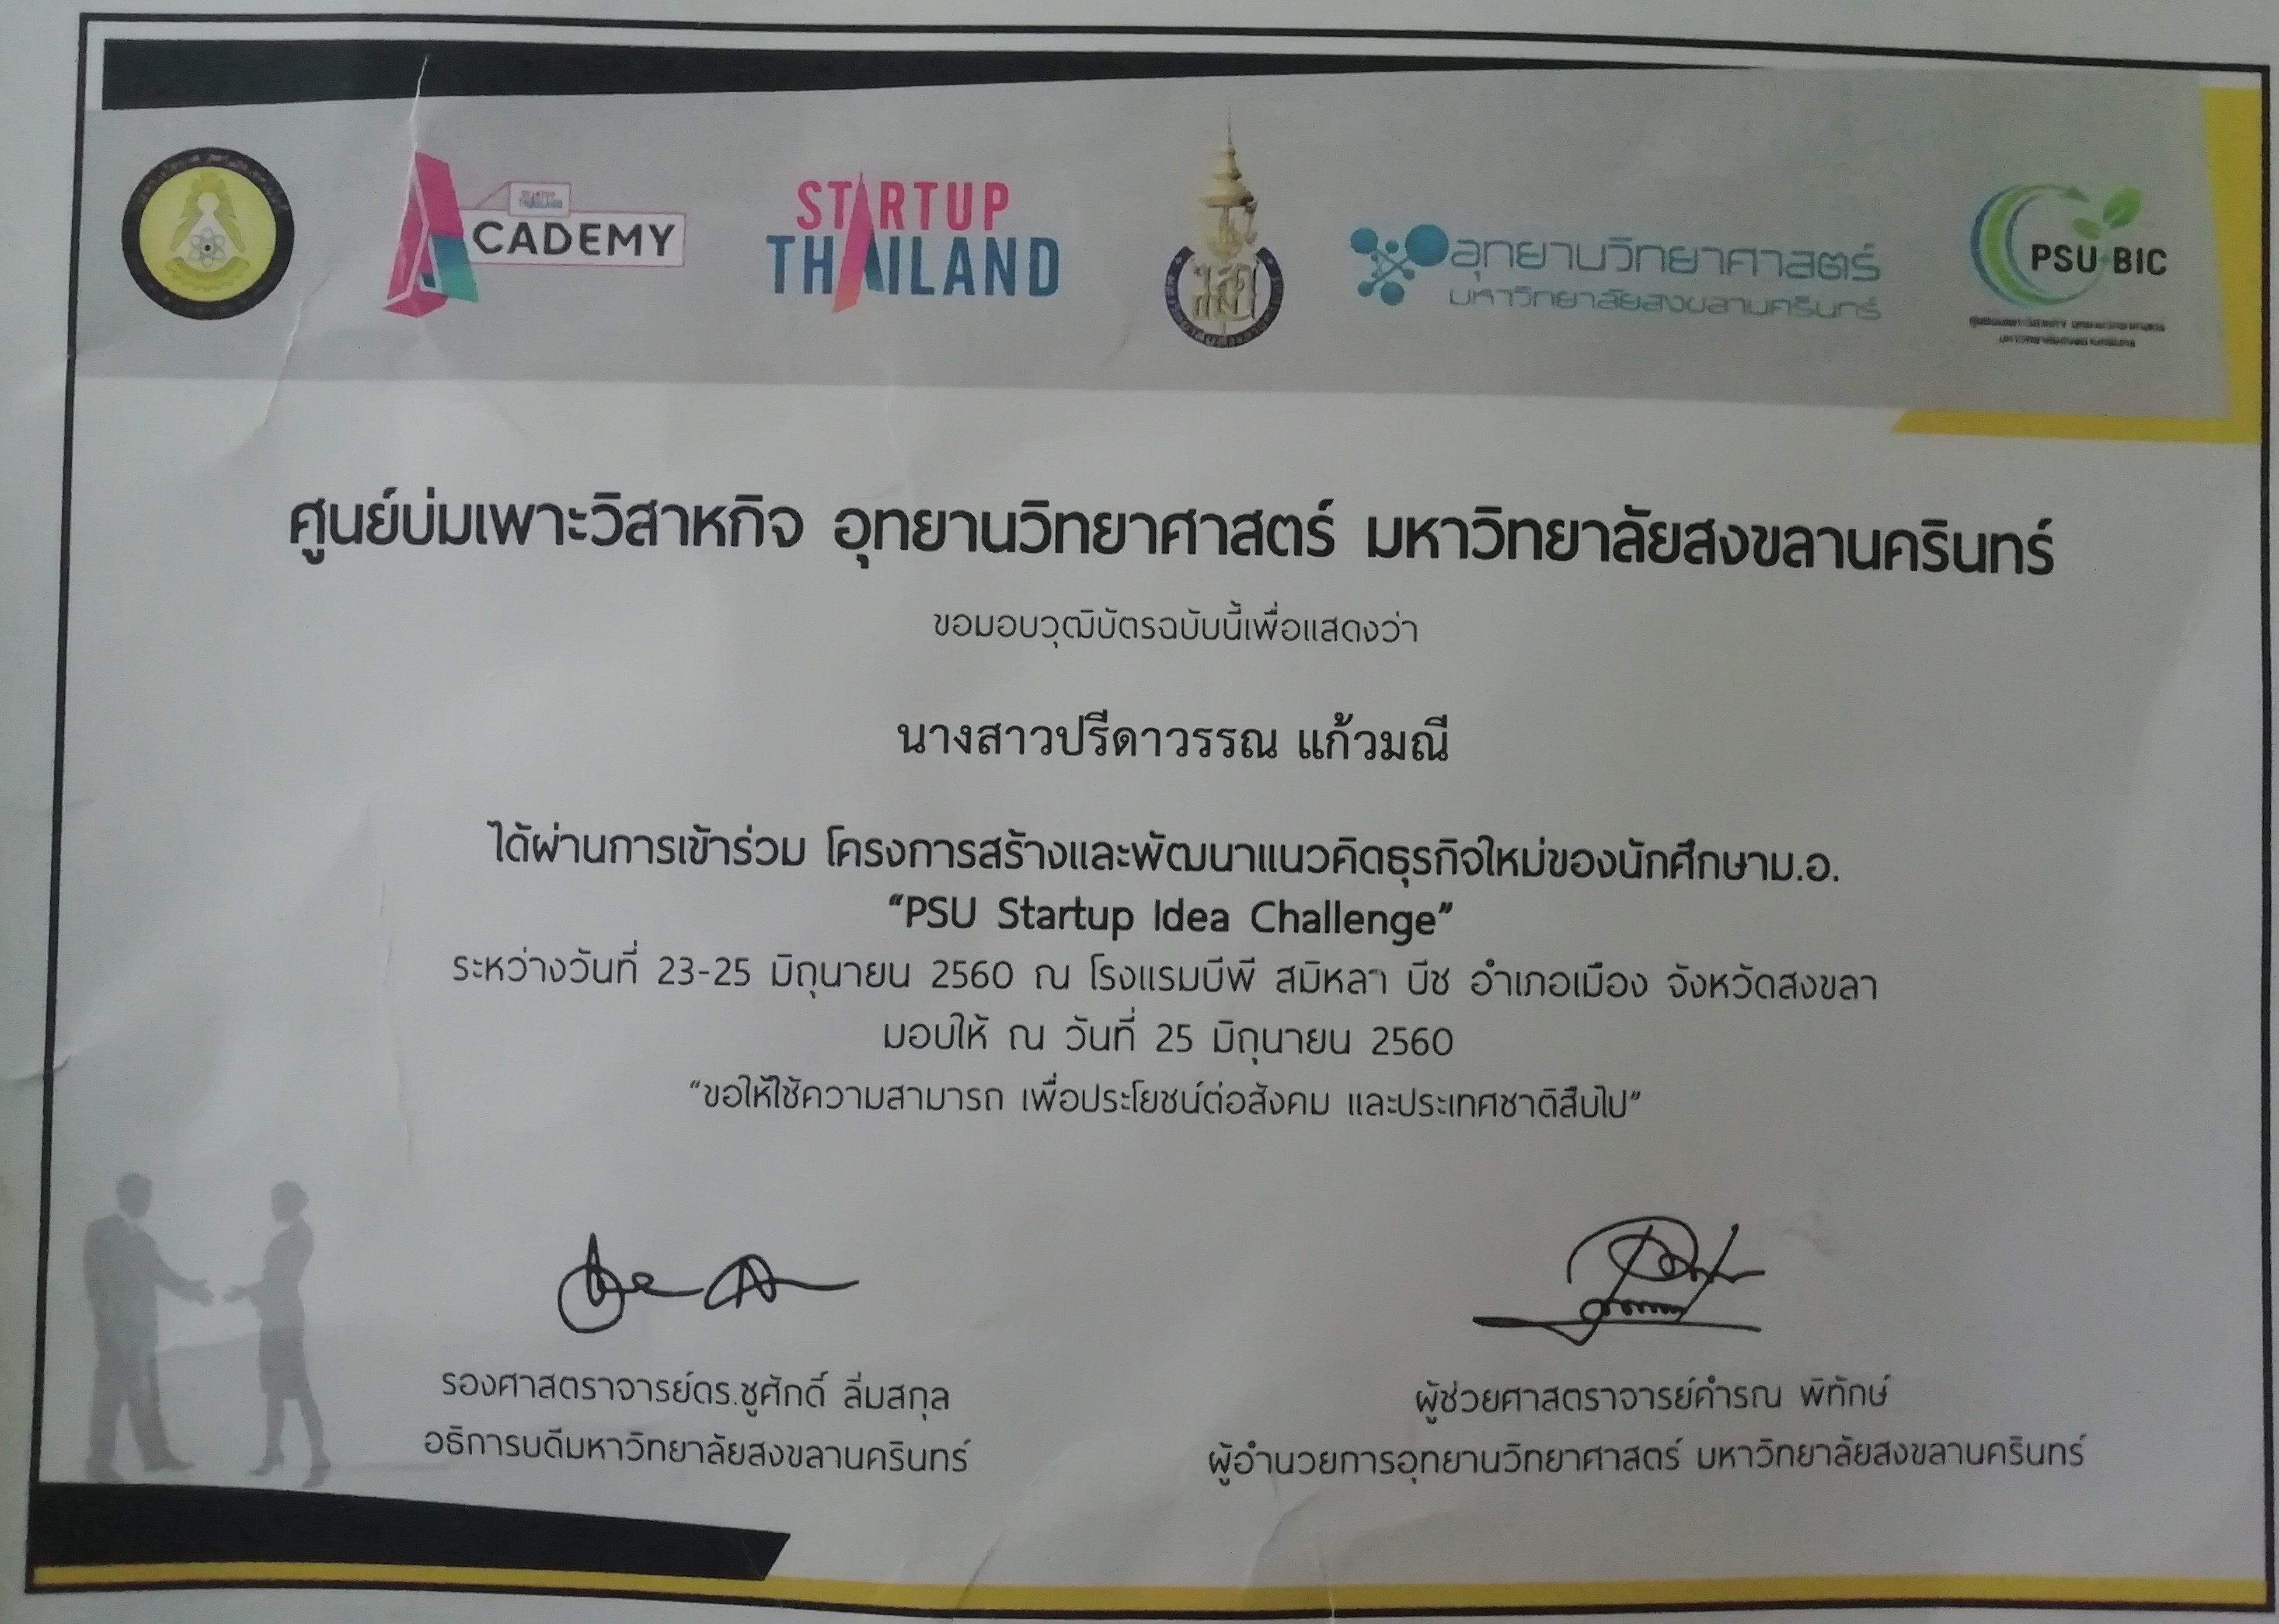 ACADEMY
STARTUP
THAILAND
อุทยานวิทยาศาสตร์
มหาวิทยาลัยสงขลานครินทร์
PSU BIC
ศูนย์บ่มเพาะวิสาหกิจ อุทยานวิทยาศาสตร์ มหาวิทยาลัยสงขลานครินทร์
ขอมอบวุฒิบัตรฉบับนี้เพื่อแสดงว่า
นางสาวปรีดาวรรณ แก้วมณี
ได้ผ่านการเข้าร่วม โครงการสร้างและพัฒนาแนวคิดธุรกิจใหม่ของนักศึกษาม.อ.
“PSU Startup Idea Challenge”
ระหว่างวันที่ 23-25 มิถุนายน 2560 ณ โรงแรมบีพี สมิหลา บีช อำเภอเมือง จังหวัดสงขลา
มอบให้ ณ วันที่ 25 มิถุนายน 2560
“ขอให้ใช้ความสามารถ เพื่อประโยชน์ต่อสังคม และประเทศชาติสืบไป”
รองศาสตราจารย์ดร.ชูศักดิ์ ลิ่มสกุล
อธิการบดีมหาวิทยาลัยสงขลานครินทร์
ผู้ช่วยศาสตราจารย์คำรณ พิทักษ์
ผู้อำนวยการอุทยานวิทยาศาสตร์ มหาวิทยาลัยสงขลานครินทร์